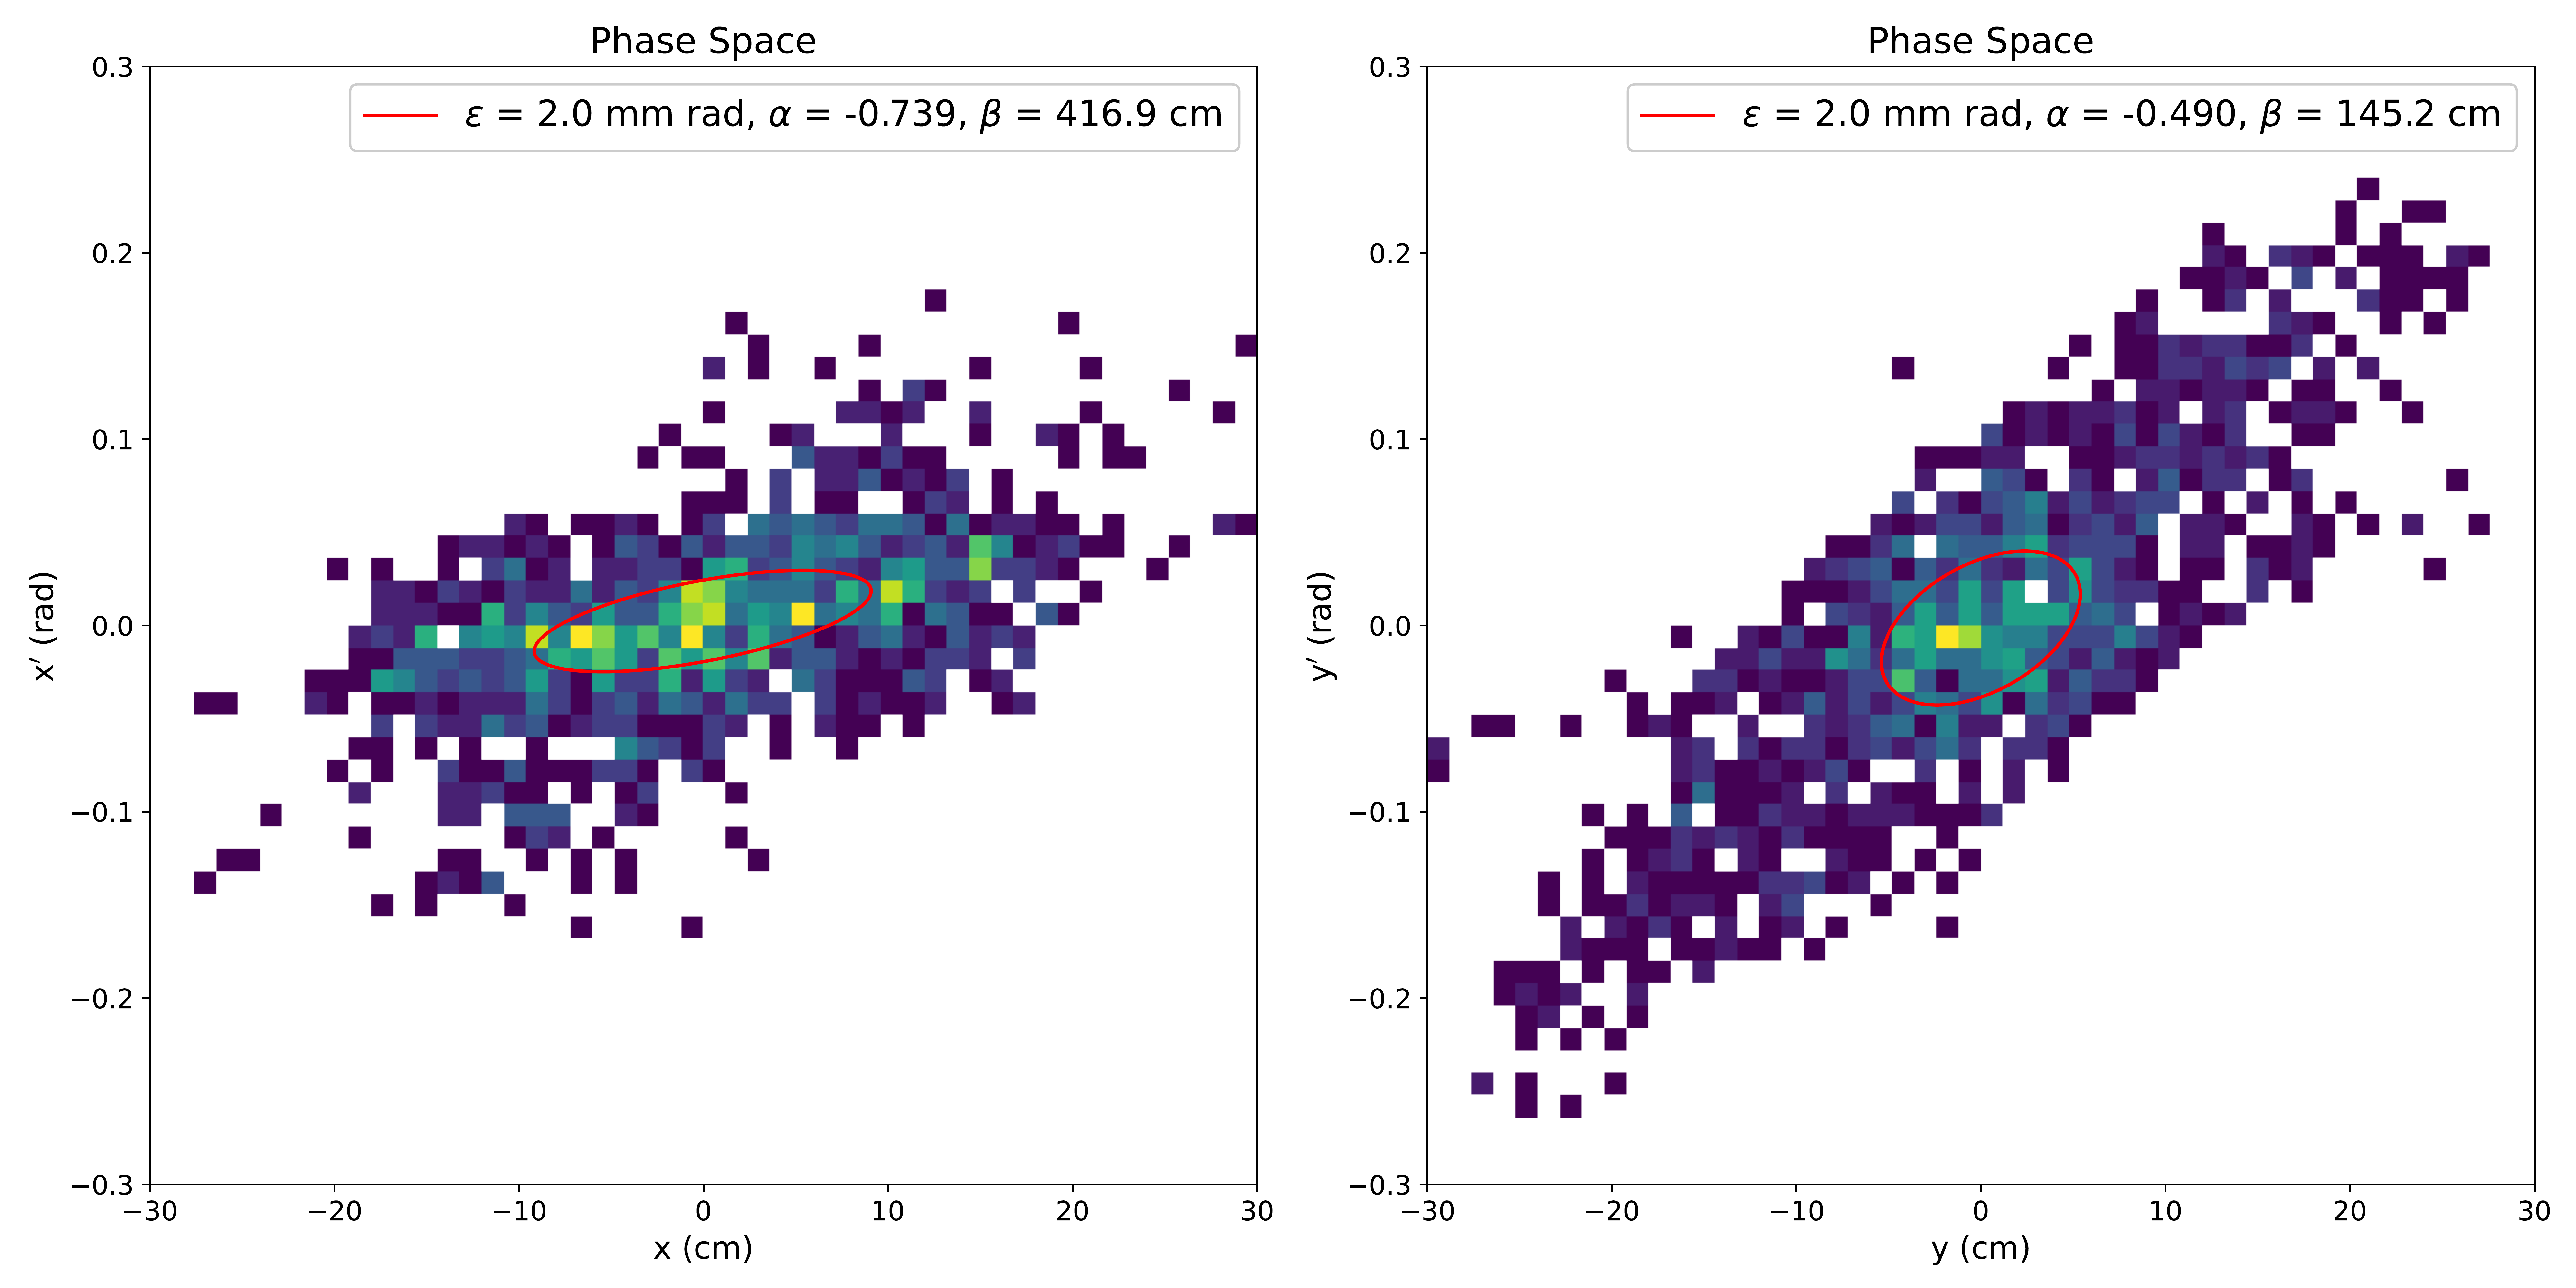 Phase Space
ε = 2.0 mm rad, α = -0.739, β = 416.9 cm
0.3
0.2
0.1
0.0
−0.1
−0.2
−0.3
x′ (rad)
−30 −20 −10 0 10 20 30
x (cm)
Phase Space
ε = 2.0 mm rad, α = -0.490, β = 145.2 cm
0.3
0.2
0.1
0.0
−0.1
−0.2
−0.3
y′ (rad)
−30 −20 −10 0 10 20 30
y (cm)